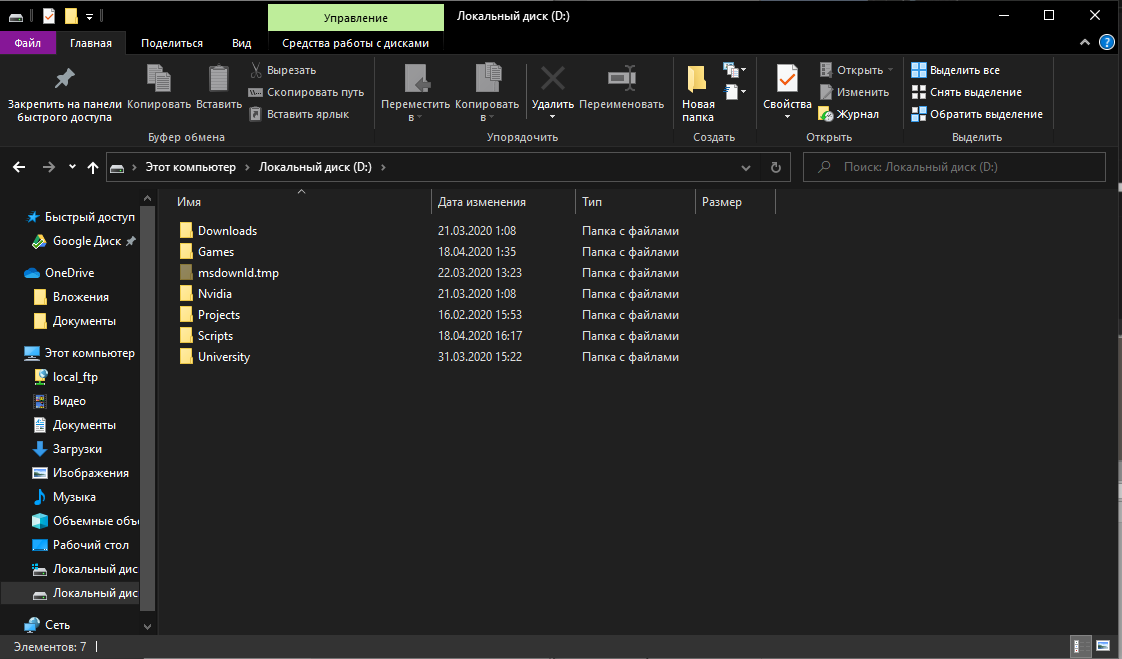 Управление
Локальный диск (D:)
Файл
Главная
Поделиться
Вид
Средства работы с дисками
Закрепить на панели
быстрого доступа
Копировать
Вставить
Вырезать
Скопировать путь
Вставить ярлык
Буфер обмена
Переместить
в
Копировать
в
Удалить
Переименовать
Упорядочить
Новая
папка
Создать
Свойства
Открыть
Изменить
Журнал
Открыть
Выделить все
Снять выделение
Обратить выделение
Выделить
Этот компьютер
Локальный диск (D:)
Поиск: Локальный диск (D:)
Имя
Дата изменения
Тип
Размер
Downloads 21.03.2020 1:08 Папка с файлами
Games 18.04.2020 1:35 Папка с файлами
msdownld.tmp 22.03.2020 13:23 Папка с файлами
Nvidia 21.03.2020 1:08 Папка с файлами
Projects 16.02.2020 15:53 Папка с файлами
Scripts 18.04.2020 16:17 Папка с файлами
University 31.03.2020 15:22 Папка с файлами
Быстрый доступ
Google Диск
OneDrive
Вложения
Документы
Этот компьютер
local_ftp
Видео
Документы
Загрузки
Изображения
Музыка
Объемные объ
Рабочий стол
Локальный дис
Локальный дис
Сеть
Элементов: 7